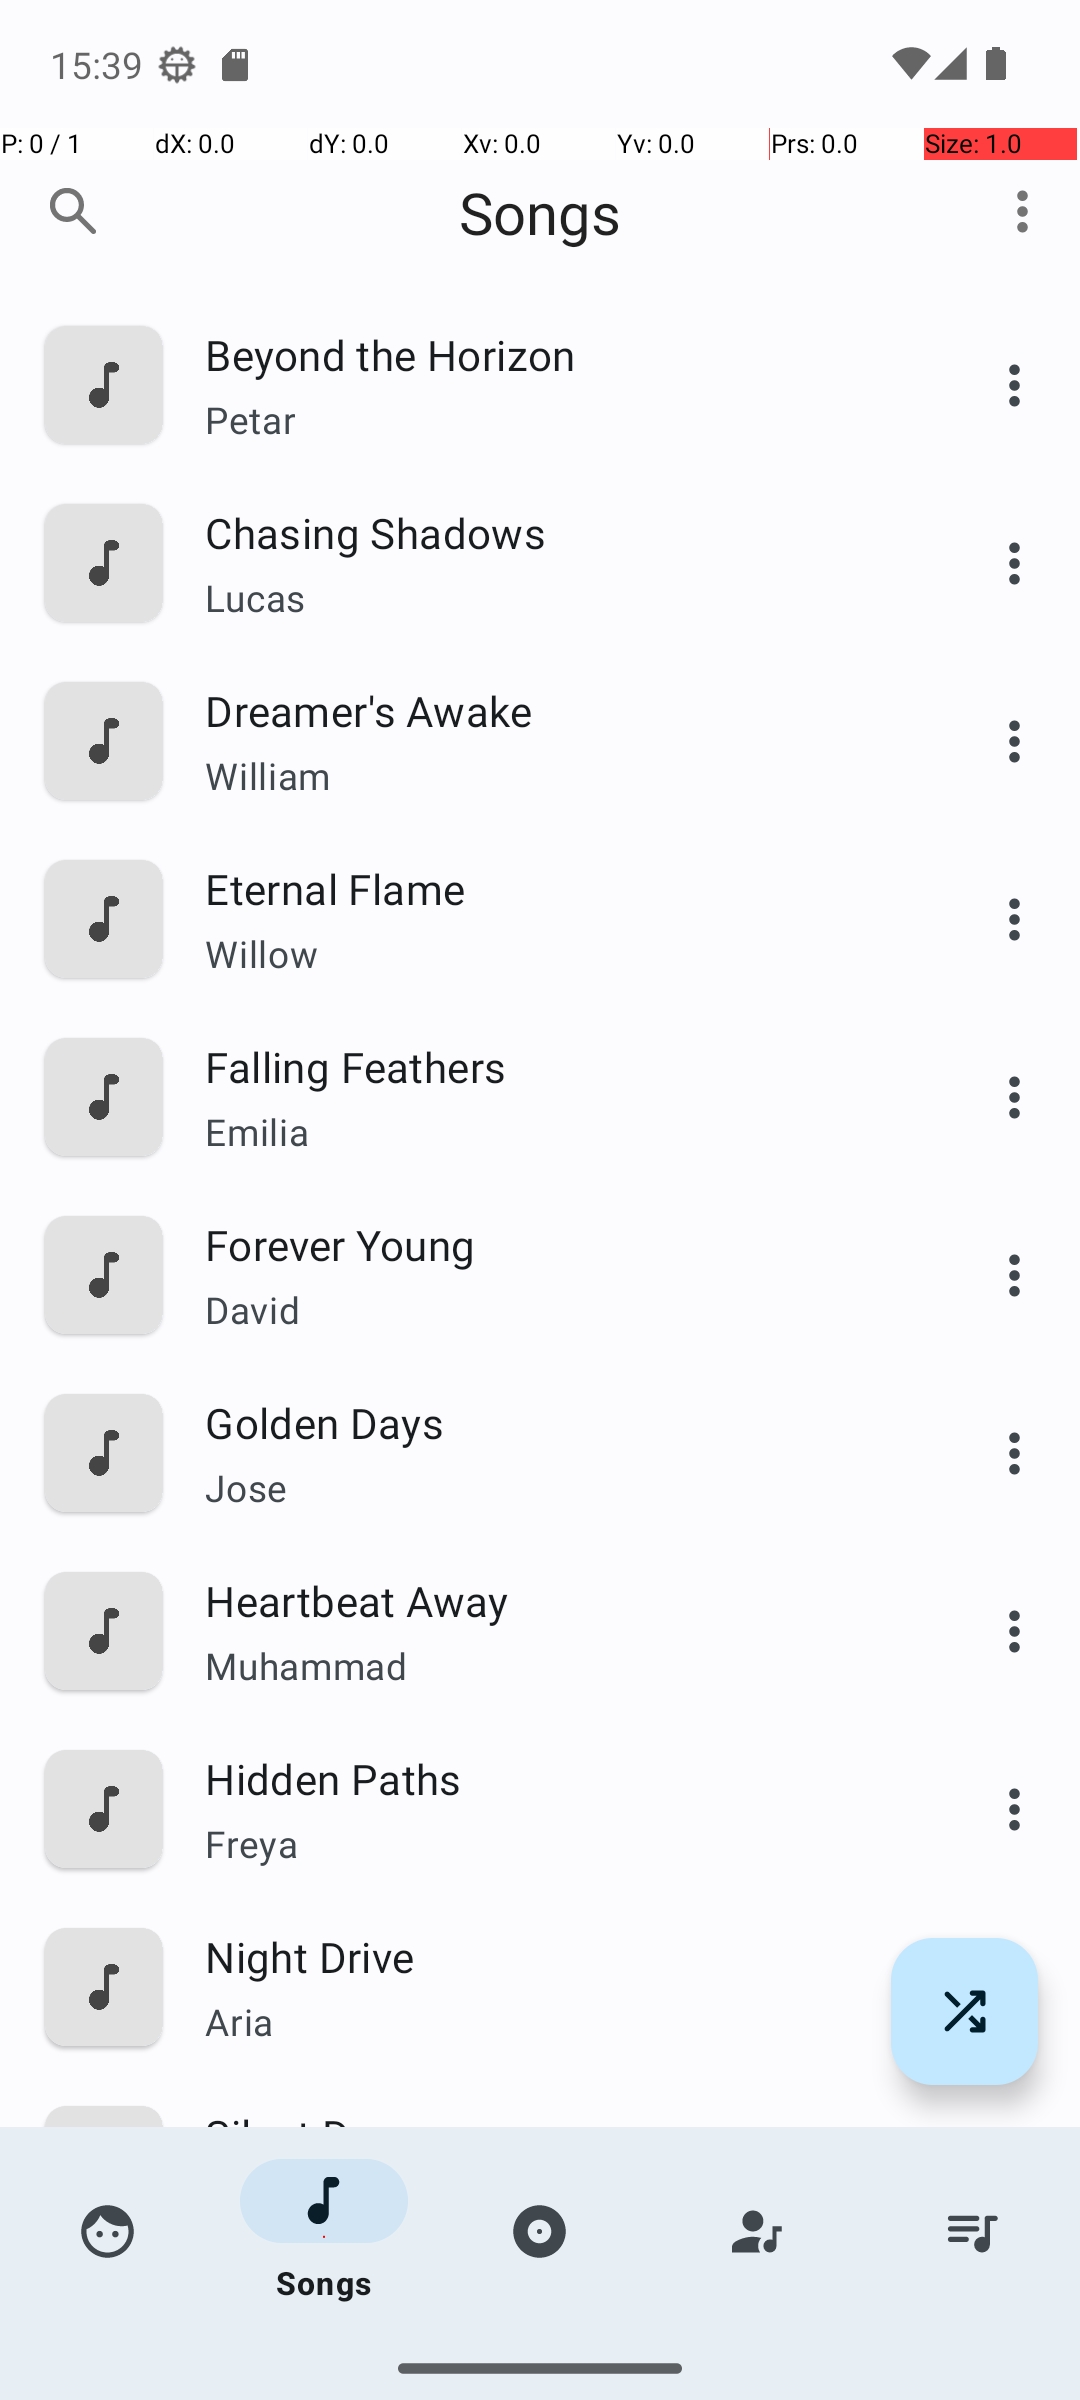 15:39
P: 0 / 1 dX: 0.0 dY: 0.0 Xv: 0.0 Yv: 0.0 Prs: 0.0 Size: 1.0
Songs
Beyond the Horizon
Petar
Chasing Shadows
Lucas
Dreamer's Awake
William
Eternal Flame
Willow
Falling Feathers
Emilia
Forever Young
David
Golden Days
Jose
Heartbeat Away
Muhammad
Hidden Paths
Freya
Night Drive
Aria
Songs